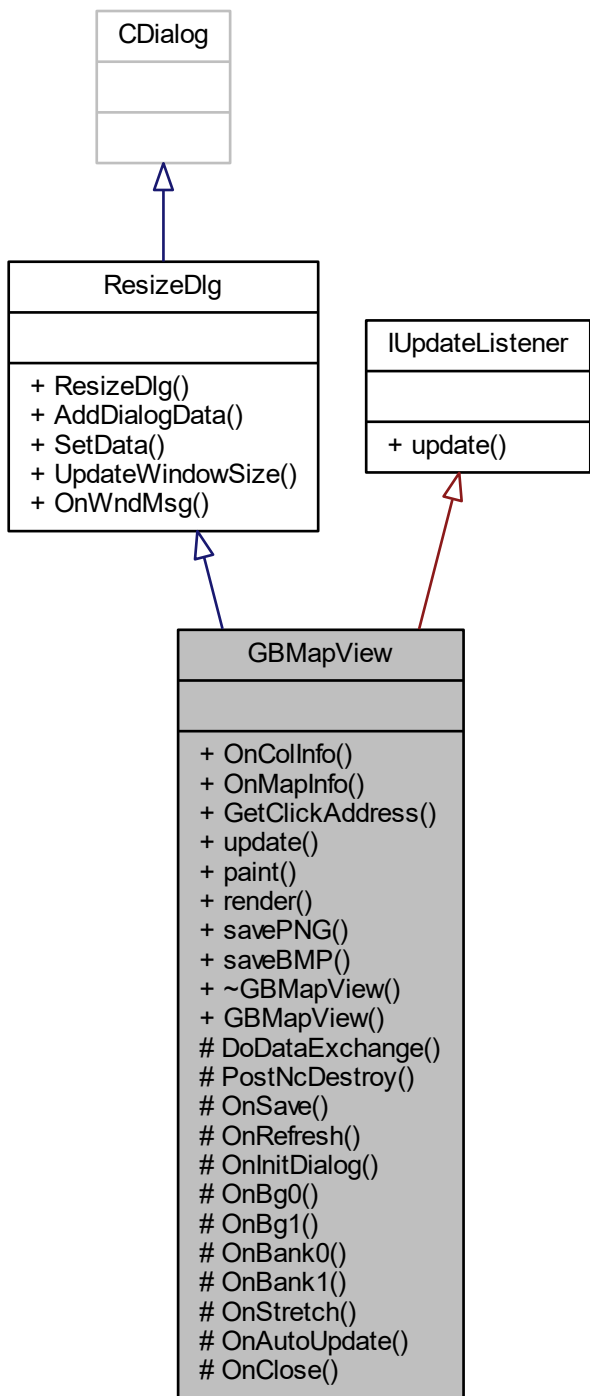 CDialog
ResizeDlg
+ ResizeDlg()
+ AddDialogData()
+ SetData()
+ UpdateWindowSize()
+ OnWndMsg()
IUpdateListener
+ update()
GBMapView
+ OnColInfo()
+ OnMapInfo()
+ GetClickAddress()
+ update()
+ paint()
+ render()
+ savePNG()
+ saveBMP()
+ ~GBMapView()
+ GBMapView()
# DoDataExchange()
# PostNcDestroy()
# OnSave()
# OnRefresh()
# OnInitDialog()
# OnBg0()
# OnBg1()
# OnBank0()
# OnBank1()
# OnStretch()
# OnAutoUpdate()
# OnClose()